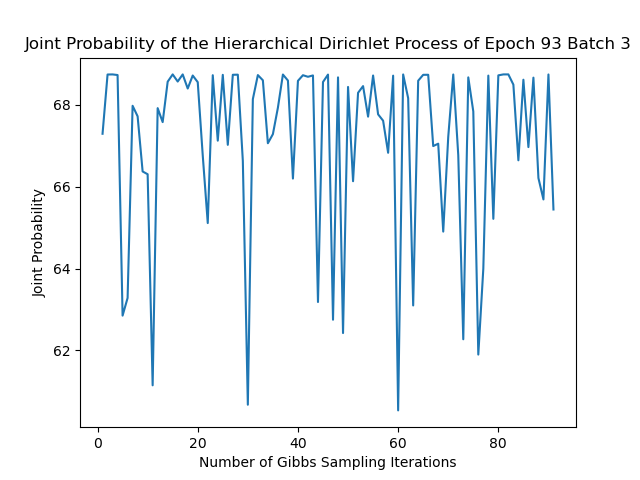 Joint Probability of the Hierarchical Dirichlet Process of Epoch 93 Batch 3
68
66
64
62
Joint Probability
0 20 40 60 80
Number of Gibbs Sampling Iterations